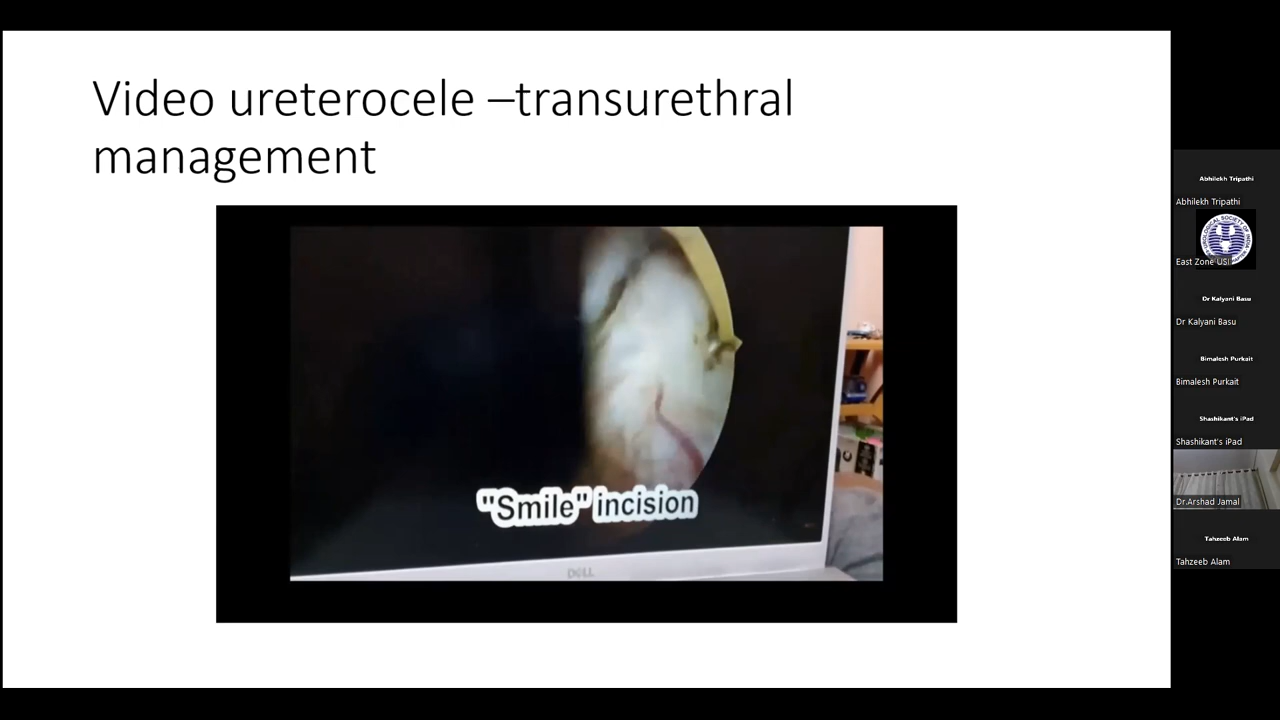 Video ureterocele –transurethral
management
"Smile" incision
DELL
Abhilekh Tripathi
Abhilekh Tripathi
East Zone USI
Dr Kalyani Basu
Dr Kalyani Basu
Bimalesh Purkait
Bimalesh Purkait
Shashikant's iPad
Shashikant's iPad
Dr.Arshad Jamal
Tahzeeb Alam
Tahzeeb Alam